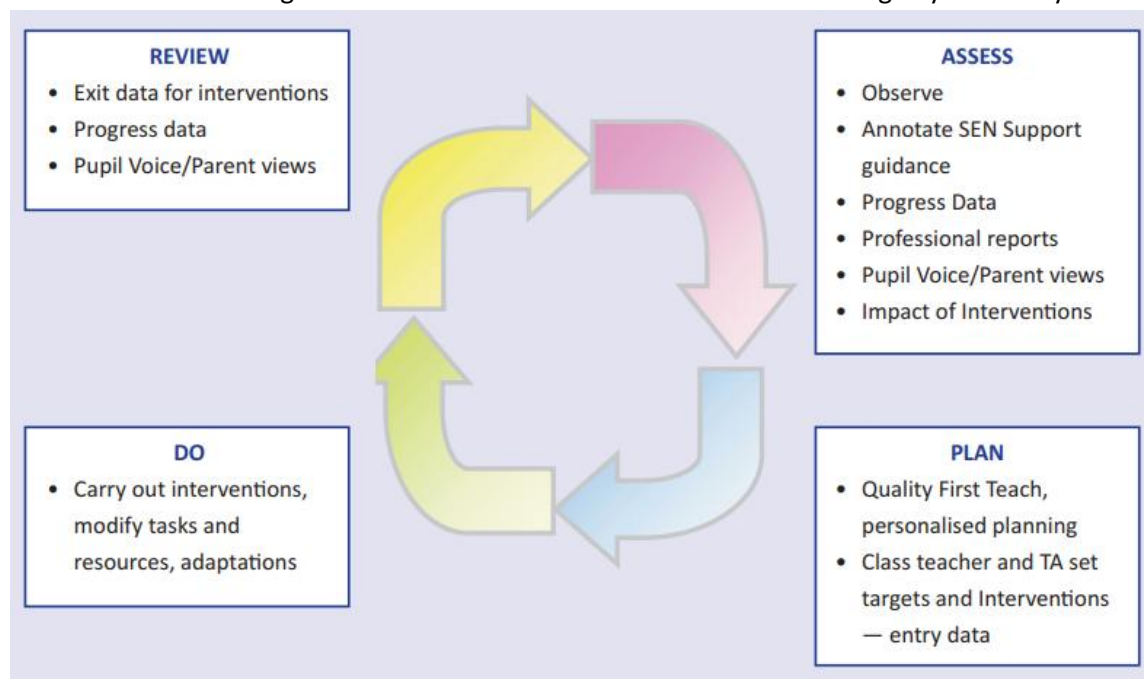 REVIEW
• Exit data for interventions
• Progress data
• Pupil Voice/Parent views
ASSESS
• Observe
• Annotate SEN Support
guidance
• Progress Data
• Professional reports
• Pupil Voice/Parent views
• Impact of Interventions
DO
• Carry out interventions,
modify tasks and
resources, adaptations
PLAN
• Quality First Teach,
personalised planning
• Class teacher and TA set
targets and Interventions
— entry data